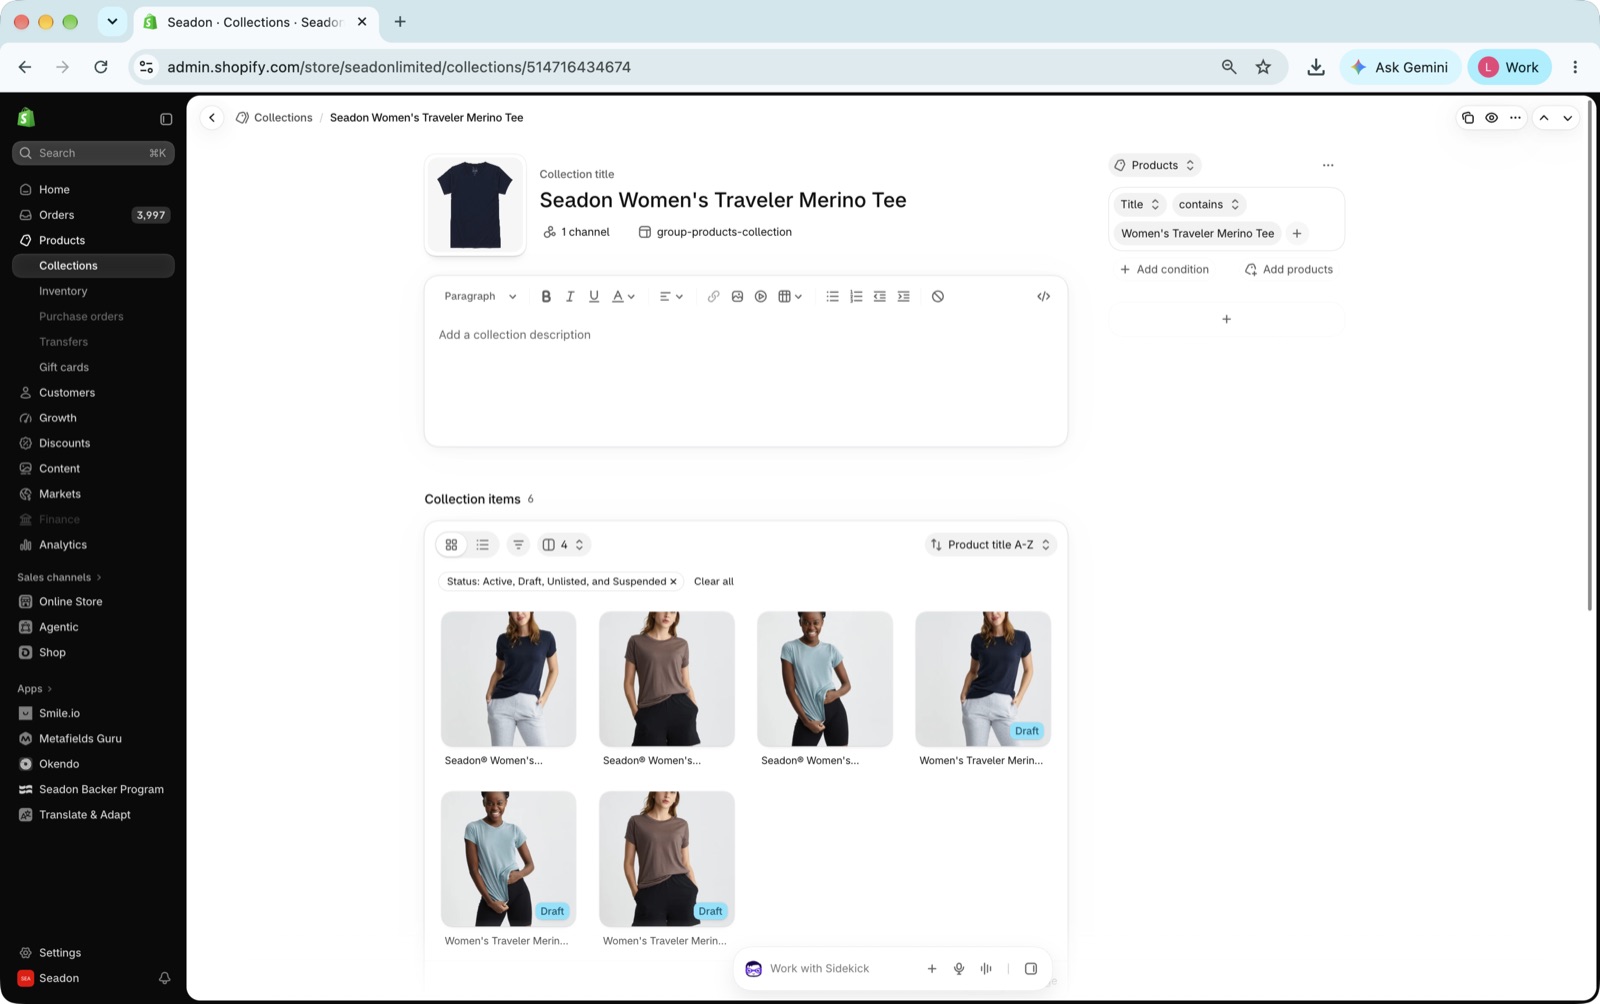 Seadon · Collections · Seado
admin.shopify.com/store/seadonlimited/collections/514716434674
Ask Gemini
L
Work
Search
⌘K
Home
Orders
3,997
Products
Collections
Inventory
Purchase orders
Transfers
Gift cards
Customers
Growth
Discounts
Content
Markets
Finance
Analytics
Sales channels
Online Store
Agentic
Shop
Apps
Smile.io
Metafields Guru
Okendo
Seadon Backer Program
Translate & Adapt
Settings
SEA
Seadon
Collections / Seadon Women's Traveler Merino Tee
Collection title
Seadon Women's Traveler Merino Tee
1 channel
group-products-collection
Paragraph
B I U A
Add a collection description
Products
Title
contains
Women's Traveler Merino Tee
Add condition
Add products
Collection items 6
4
Product title A-Z
Status: Active, Draft, Unlisted, and Suspended
Clear all
Seadon® Women's...
Seadon® Women's...
Seadon® Women's...
Draft
Women's Traveler Merin...
Draft
Women's Traveler Merin...
Draft
Women's Traveler Merin...
Work with Sidekick